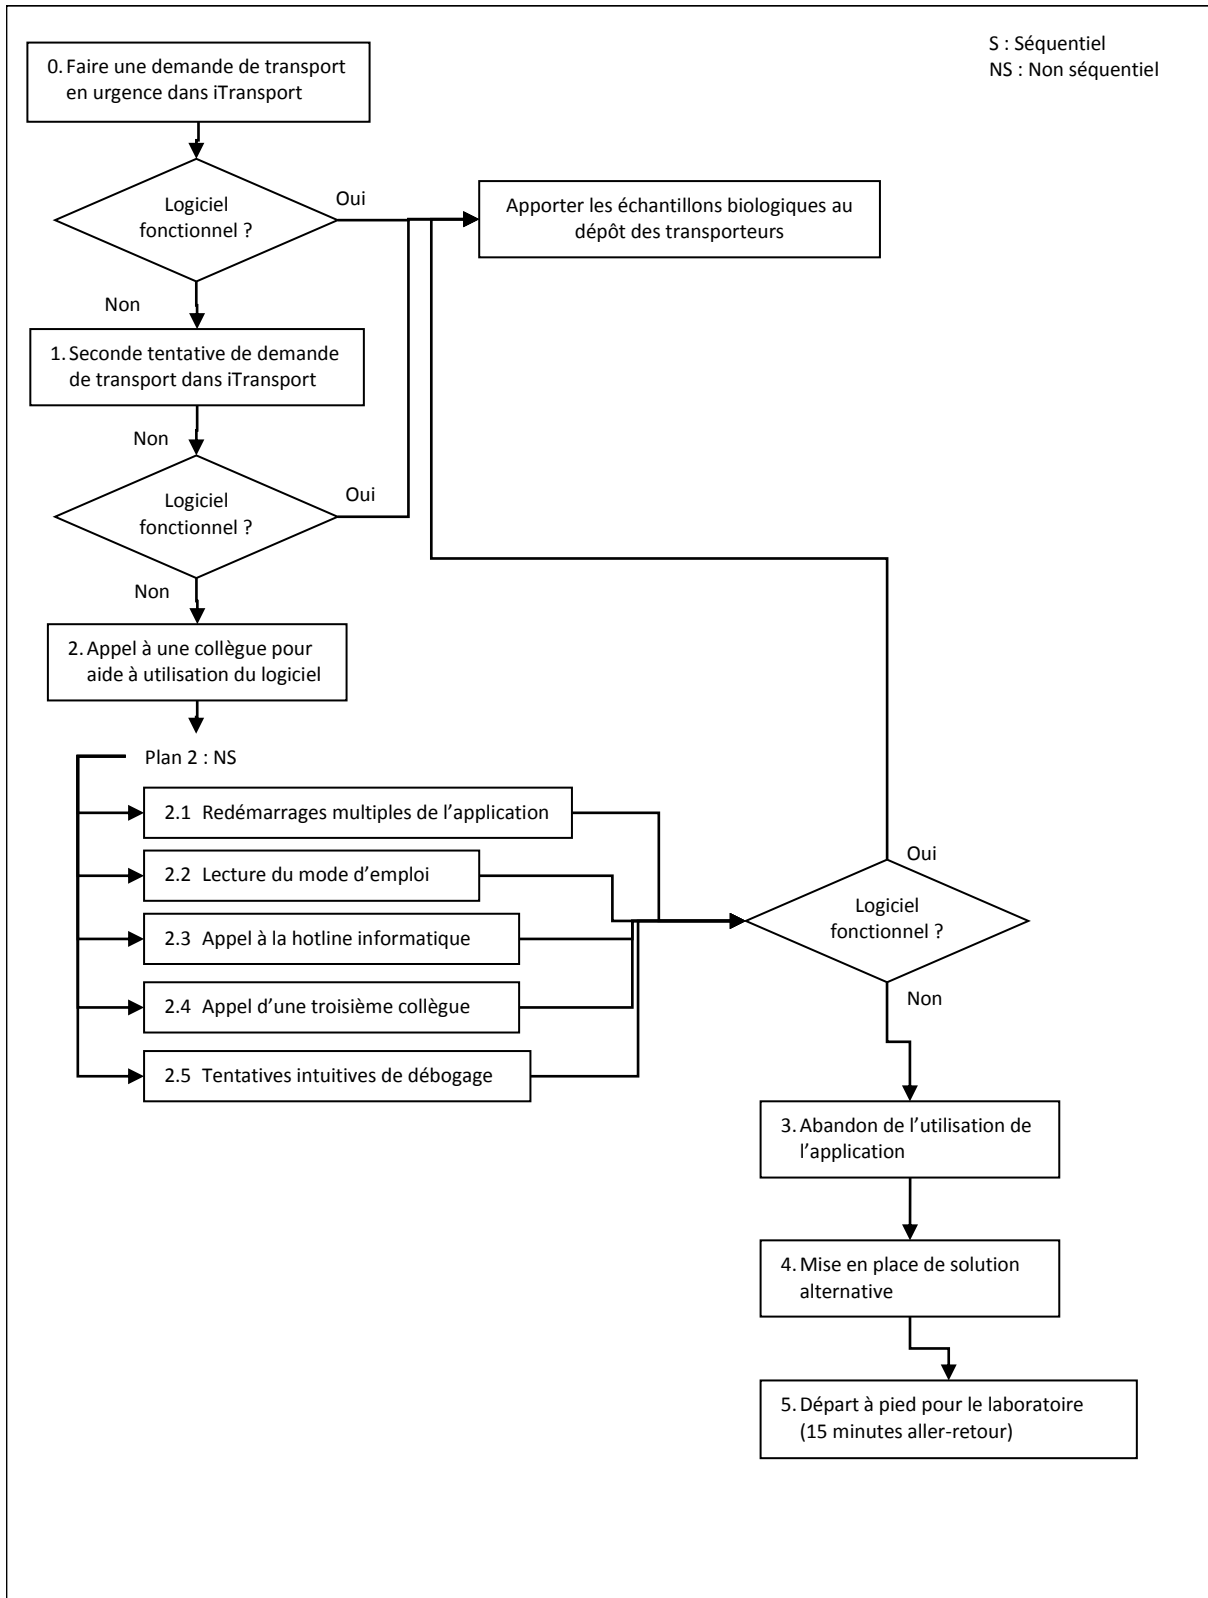 S : Séquentiel
NS : Non séquentiel
0. Faire une demande de transport
en urgence dans iTransport
Logiciel
fonctionnel ?
Oui
Apporter les échantillons biologiques au
dépôt des transporteurs
Non
1. Seconde tentative de demande
de transport dans iTransport
Non
Logiciel
fonctionnel ?
Oui
Non
2. Appel à une collègue pour
aide à utilisation du logiciel
Plan 2 : NS
2.1 Redémarrages multiples de l’application
2.2 Lecture du mode d’emploi
2.3 Appel à la hotline informatique
2.4 Appel d’une troisième collègue
2.5 Tentatives intuitives de débogage
Oui
Logiciel
fonctionnel ?
Non
3. Abandon de l’utilisation de
l’application
4. Mise en place de solution
alternative
5. Départ à pied pour le laboratoire
(15 minutes aller-retour)